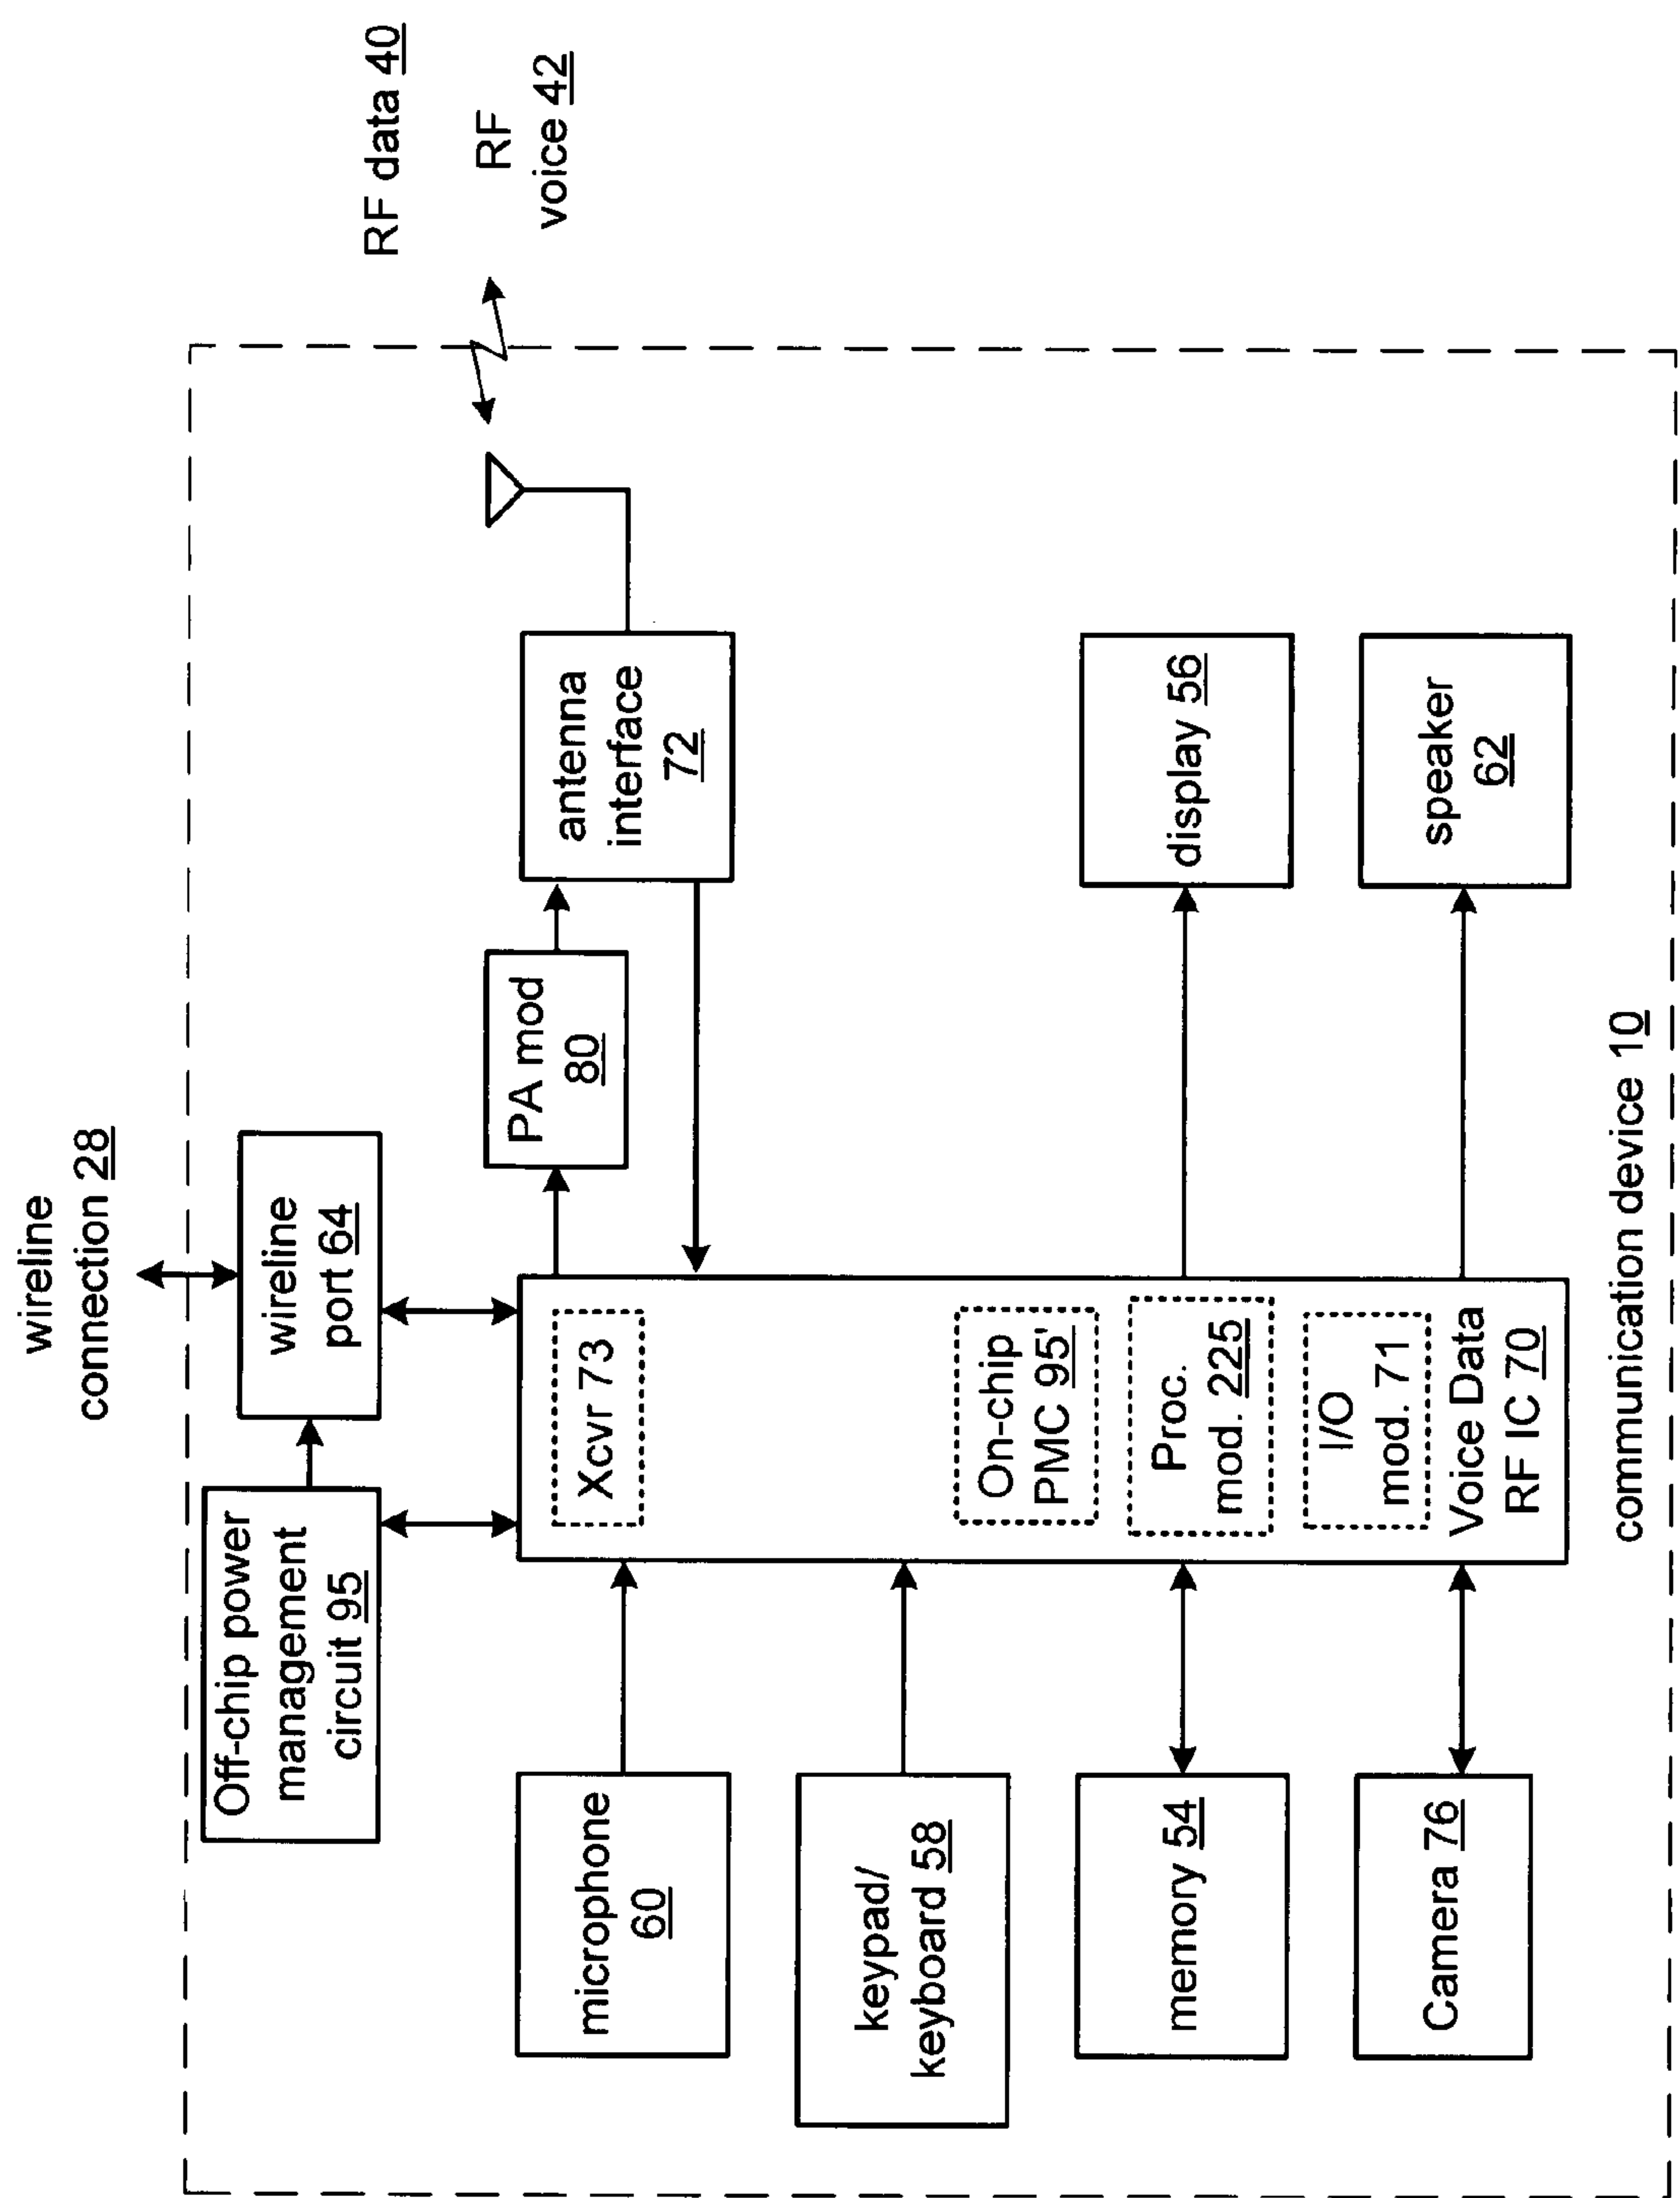 wireline
connection 28
RF data 40
RF
voice 42
Off-chip power
management
circuit 95
wireline
port 64
PA mod
80
antenna
interface
72
microphone
60
Xcvr 73
keypad/
keyboard 58
On-chip
PMC 95'
memory 54
Proc.
mod. 225
display 56
Camera 76
I/O
mod. 71
Voice Data
RF IC 70
speaker
62
communication device 10